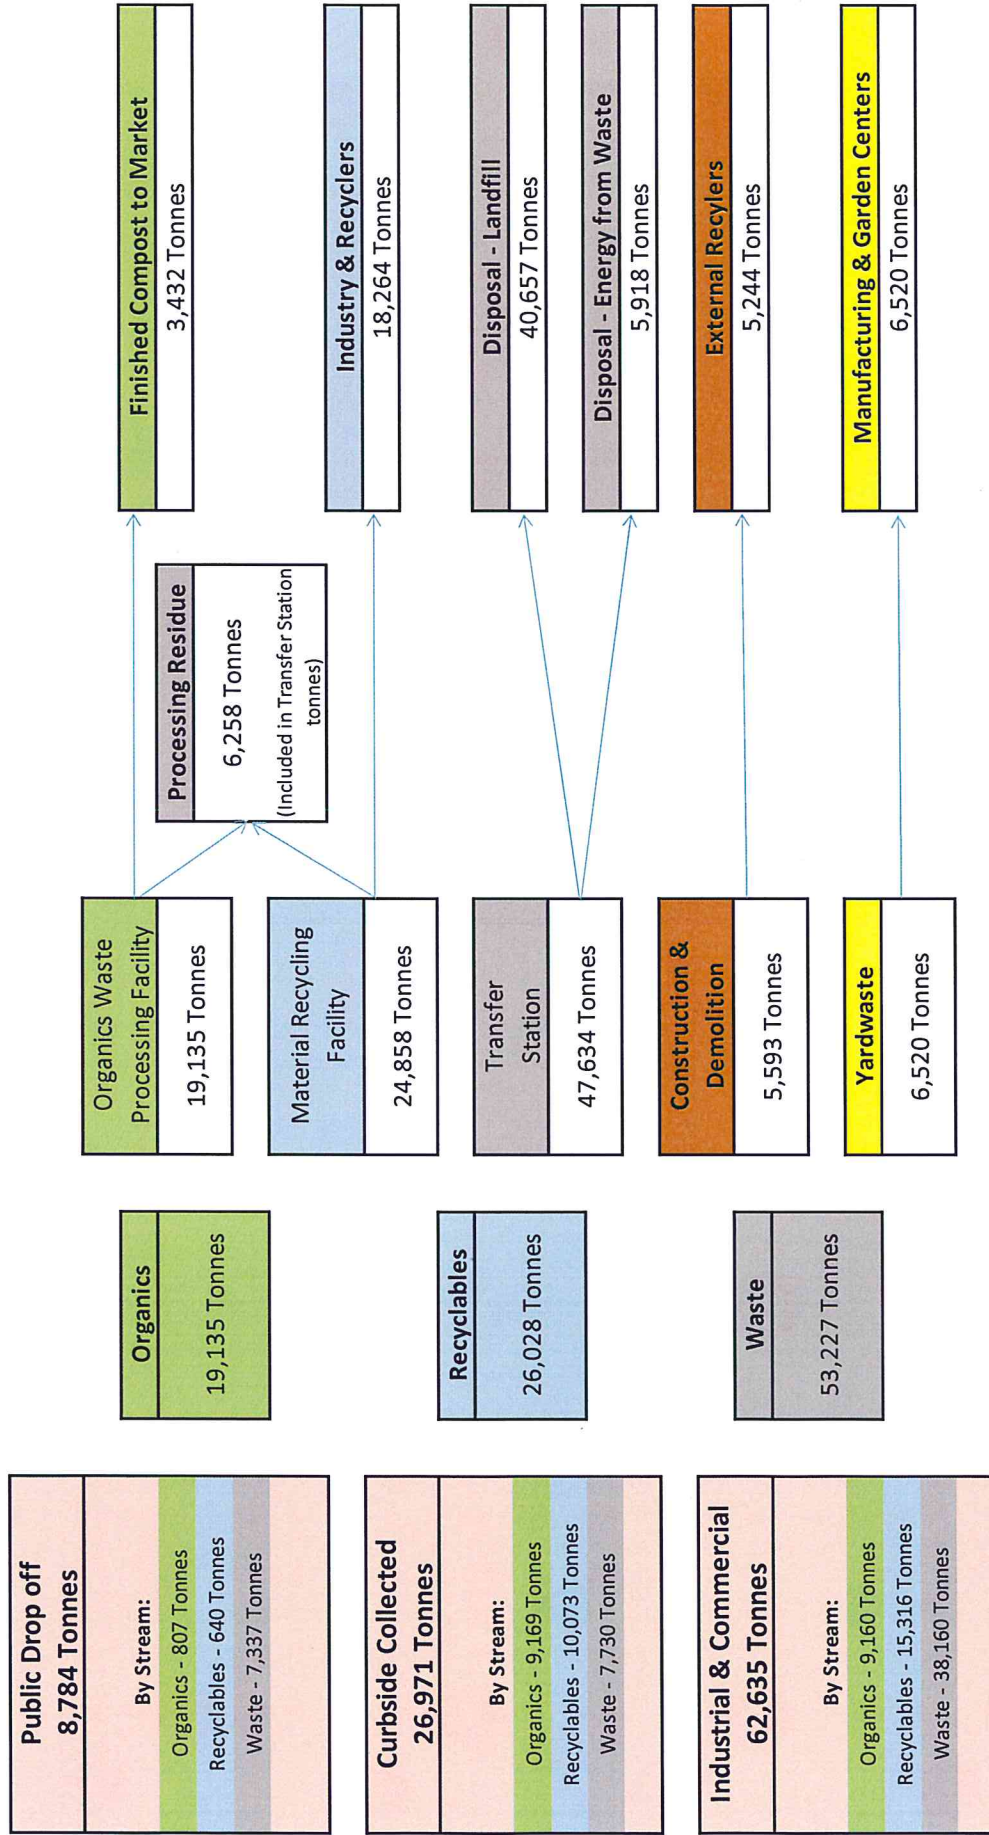 Public Drop off
8,784 Tonnes
By Stream:
Organics - 807 Tonnes
Recyclables - 640 Tonnes
Waste - 7,337 Tonnes
Curbside Collected
26,971 Tonnes
By Stream:
Organics - 9,169 Tonnes
Recyclables - 10,073 Tonnes
Waste - 7,730 Tonnes
Industrial & Commercial
62,635 Tonnes
By Stream:
Organics - 9,160 Tonnes
Recyclables - 15,316 Tonnes
Waste - 38,160 Tonnes
Organics
19,135 Tonnes
Recyclables
26,028 Tonnes
Waste
53,227 Tonnes
Organics Waste
Processing Facility
19,135 Tonnes
Material Recycling
Facility
24,858 Tonnes
Transfer
Station
47,634 Tonnes
Construction &
Demolition
5,593 Tonnes
Yardwaste
6,520 Tonnes
Processing Residue
6,258 Tonnes
(Included in Transfer Station
tonnes)
Finished Compost to Market
3,432 Tonnes
Industry & Recyclers
18,264 Tonnes
Disposal - Landfill
40,657 Tonnes
Disposal - Energy from Waste
5,918 Tonnes
External Recylers
5,244 Tonnes
Manufacturing & Garden Centers
6,520 Tonnes